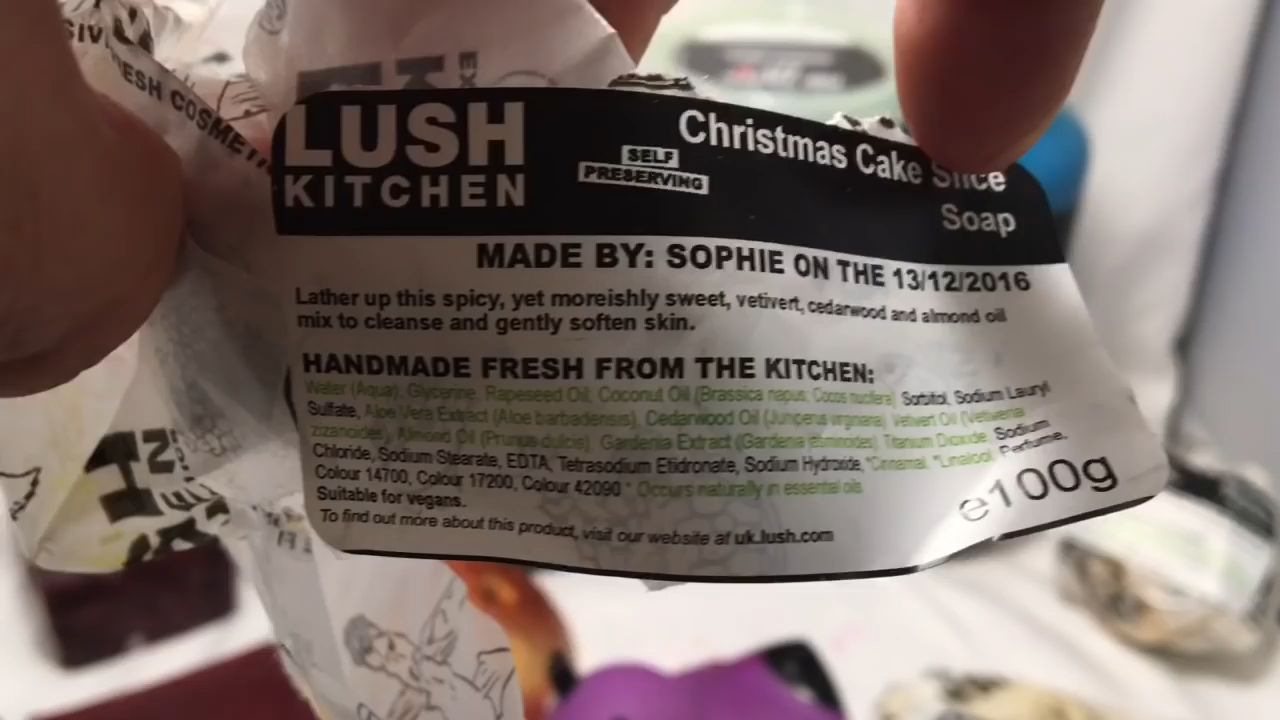 ESH COSMET
LUSH
KITCHEN
SELF
PRESERVING
Christmas Cake Slice
Soap
MADE BY: SOPHIE ON THE 13/12/2016
Lather up this spicy, yet moreishly sweet, vetivert, cedarwood and almond oil
mix to cleanse and gently soften skin.
HANDMADE FRESH FROM THE KITCHEN:
Water (Aqua), Glycerine, Rapeseed Oil, Coconut Oil (Brassica napus; Cocos nucifera), Sorbitol, Sodium Lauryl
Sulfate, Aloe Vera Extract (Aloe barbadensis), Cedarwood Oil (Juniperus virginiana), Vetivert Oil (Vetiveria
zizanoides), Almond Oil (Prunus dulcis), Gardenia Extract (Gardenia jasminoides), Titanium Dioxide, Sodium
Chloride, Sodium Stearate, EDTA, Tetrasodium Etidronate, Sodium Hydroxide, *Cinnamal, *Linalool, Perfume,
Colour 14700, Colour 17200, Colour 42090 * Occurs naturally in essential oils
Suitable for vegans.
To find out more about this product, visit our website at uk.lush.com
e100g